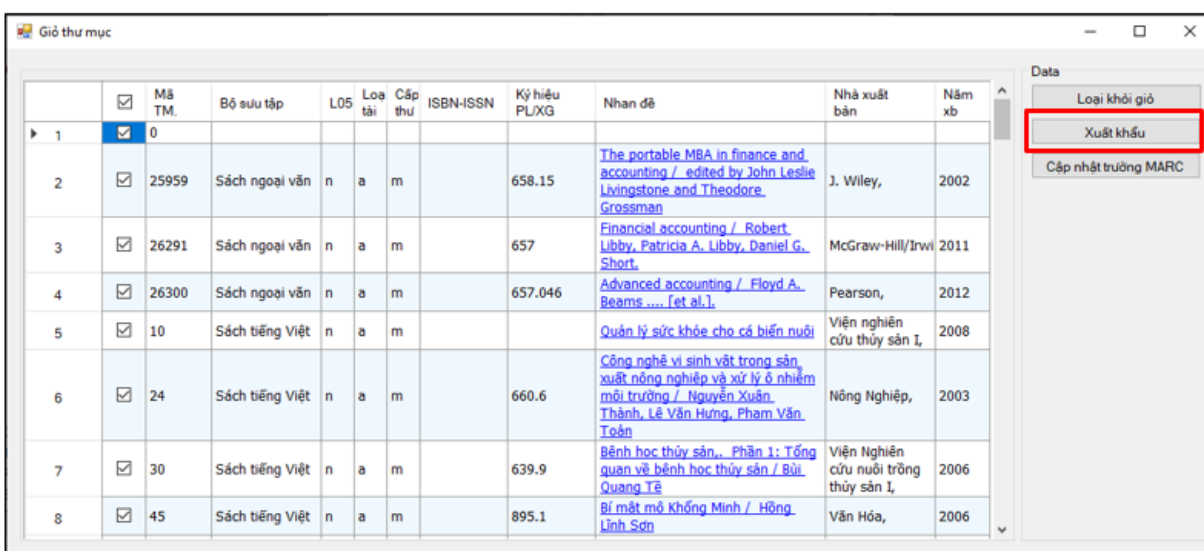 Giỏ thư mục
Data
Loại khỏi giỏ
Xuất khẩu
Cập nhật trường MARC
Mã TM. Bộ sưu tập L05 Loạ tài Cấp thư ISBN-ISSN Ký hiệu PL/XG Nhan đề Nhà xuất bản Năm xb
1 0
2 25959 Sách ngoại văn n a m 658.15 The portable MBA in finance and
accounting / edited by John Leslie
Livingstone and Theodore
Grossman J. Wiley, 2002
3 26291 Sách ngoại văn n a m 657 Financial accounting / Robert
Libby, Patricia A. Libby, Daniel G.
Short. McGraw-Hill/Irwi 2011
4 26300 Sách ngoại văn n a m 657.046 Advanced accounting / Floyd A.
Beams .... [et al.]. Pearson, 2012
5 10 Sách tiếng Việt n a m Quản lý sức khỏe cho cá biển nuôi Viện nghiên
cứu thủy sản I, 2008
6 24 Sách tiếng Việt n a m 660.6 Công nghệ vi sinh vật trong sản
xuất nông nghiệp và xử lý ô nhiễm
môi trường / Nguyễn Xuân
Thành, Lê Văn Hưng, Phạm Văn
Toản Nông Nghiệp, 2003
7 30 Sách tiếng Việt n a m 639.9 Bệnh học thủy sản,. Phần 1: Tổng
quan về bệnh học thủy sản / Bùi
Quang Tề Viện Nghiên
cứu nuôi trồng
thủy sản I, 2006
8 45 Sách tiếng Việt n a m 895.1 Bí mật mộ Khổng Minh / Hồng
Lĩnh Sơn Văn Hóa, 2006